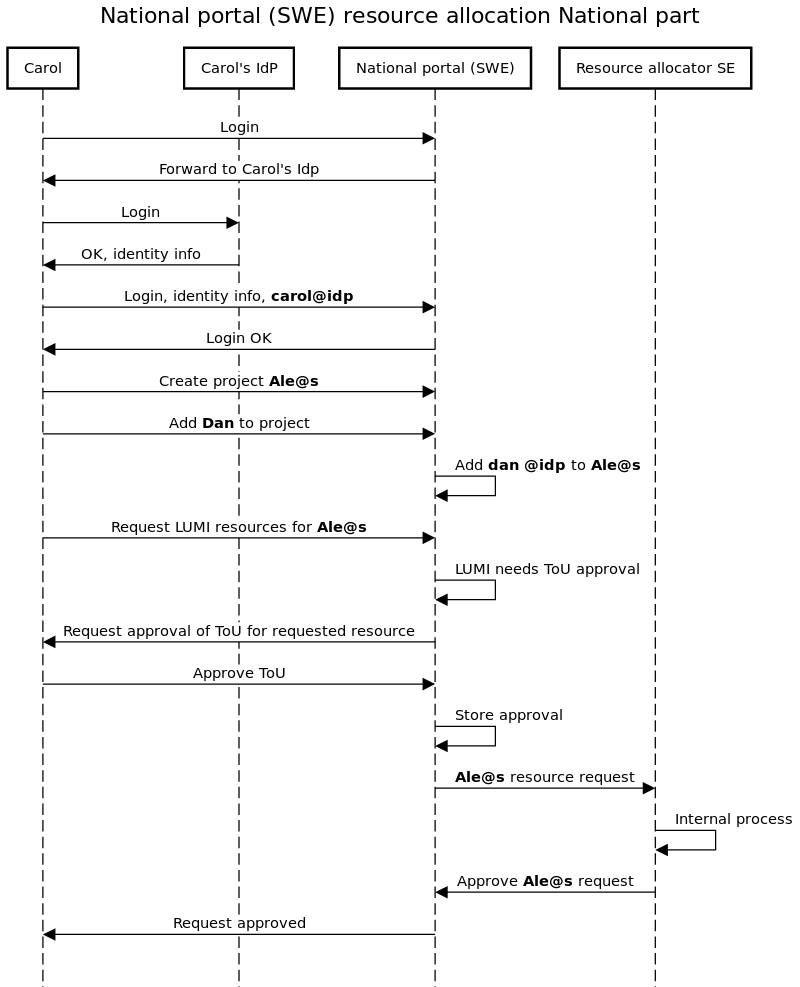 National portal (SWE) resource allocation National part
Carol
Carol's IdP
National portal (SWE)
Resource allocator SE
Login
Forward to Carol's Idp
Login
OK, identity info
Login, identity info, carol@idp
Login OK
Create project Ale@s
Add Dan to project
Add dan @idp to Ale@s
Request LUMI resources for Ale@s
LUMI needs ToU approval
Request approval of ToU for requested resource
Approve ToU
Store approval
Ale@s resource request
Internal process
Approve Ale@s request
Request approved